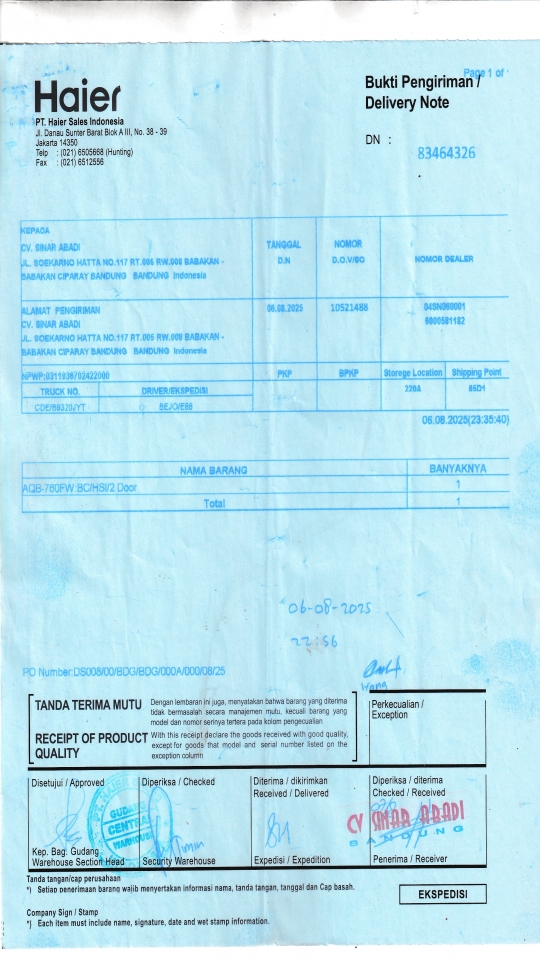 Page 1 of
Haier
Bukti Pengiriman /
Delivery Note
PT. Haier Sales Indonesia
Jl. Danau Sunter Barat Blok A III, No. 38 - 39
Jakarta 14350
Telp : (021) 6505668 (Hunting)
Fax : (021) 6512556
DN :
83464326
KEPADA
CV. SINAR ABADI
JL. SOEKARNO HATTA NO.117 RT.005 RW.008 BABAKAN -
BABAKAN CIPARAY BANDUNG BANDUNG Indonesia
TANGGAL
D.N
NOMOR
D.O.V/SO
NOMOR DEALER
ALAMAT PENGIRIMAN
CV. SINAR ABADI
JL. SOEKARNO HATTA NO.117 RT.005 RW.008 BABAKAN -
BABAKAN CIPARAY BANDUNG BANDUNG Indonesia
06.08.2025
10521488
NPWP:0311936702422000
PKP
BPKP
Storege Location
Shipping Point
TRUCK NO.
DRIVER/EKSPEDISI
220A
BEJO/E88
06.08.2025(23:35:40)
NAMA BARANG
BANYAKNYA
AQB-760FW:BC/HSI/2 Door
1
Total
1
06-08-2025
22:56
PO Number:DS008/00/BDG/BDG/000A/000/08/25
TANDA TERIMA MUTU
Dengan lembaran ini juga, menyatakan bahwa barang yang diterima
tidak bermasalah secara manajemen mutu, kecuali barang yang
model dan nomor serinya tertera pada kolom pengecualian
RECEIPT OF PRODUCT
QUALITY
With this receipt declare the goods received with good quality,
except for goods that model and serial number listed on the
exception column
Perkecualian /
Exception
Disetujui / Approved
Diperiksa / Checked
Diterima / dikirimkan
Received / Delivered
Diperiksa / diterima
Checked / Received
GUDANG
CENTRAL
WARHOUSE
CV SINAR ABADI
BANDUNG
Kep. Bag. Gudang
Warehouse Section Head
Security Warehouse
Expedisi / Expedition
Penerima / Receiver
Tanda tangan/cap perusahaan
*) Setiap penerimaan barang wajib menyertakan informasi nama, tanda tangan, tanggal dan Cap basah.
EKSPEDISI
Company Sign / Stamp
*) Each item must include name, signature, date and wet stamp information.